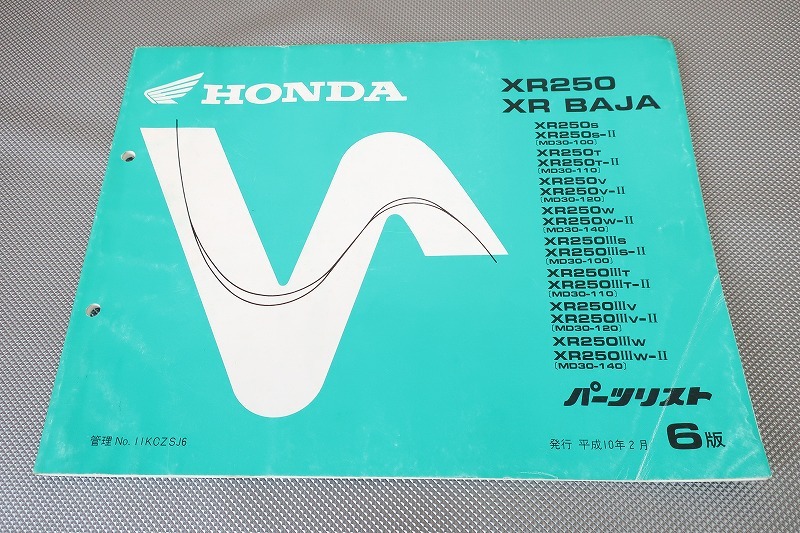 HONDA
XR250
XR BAJA
XR250S
XR250S-II
(MD30-100)
XR250T
XR250T-II
(MD30-110)
XR250V
XR250V-II
(MD30-120)
XR250W
XR250W-II
(MD30-140)
XR250IIIS
XR250IIIS-II
(MD30-100)
XR250IIIT
XR250IIIT-II
(MD30-110)
XR250IIIV
XR250IIIV-II
(MD30-120)
XR250IIIW
XR250IIIW-II
(MD30-140)
パーツリスト
管理 No. 11KCZSJ6
発行 平成10年2月 6版